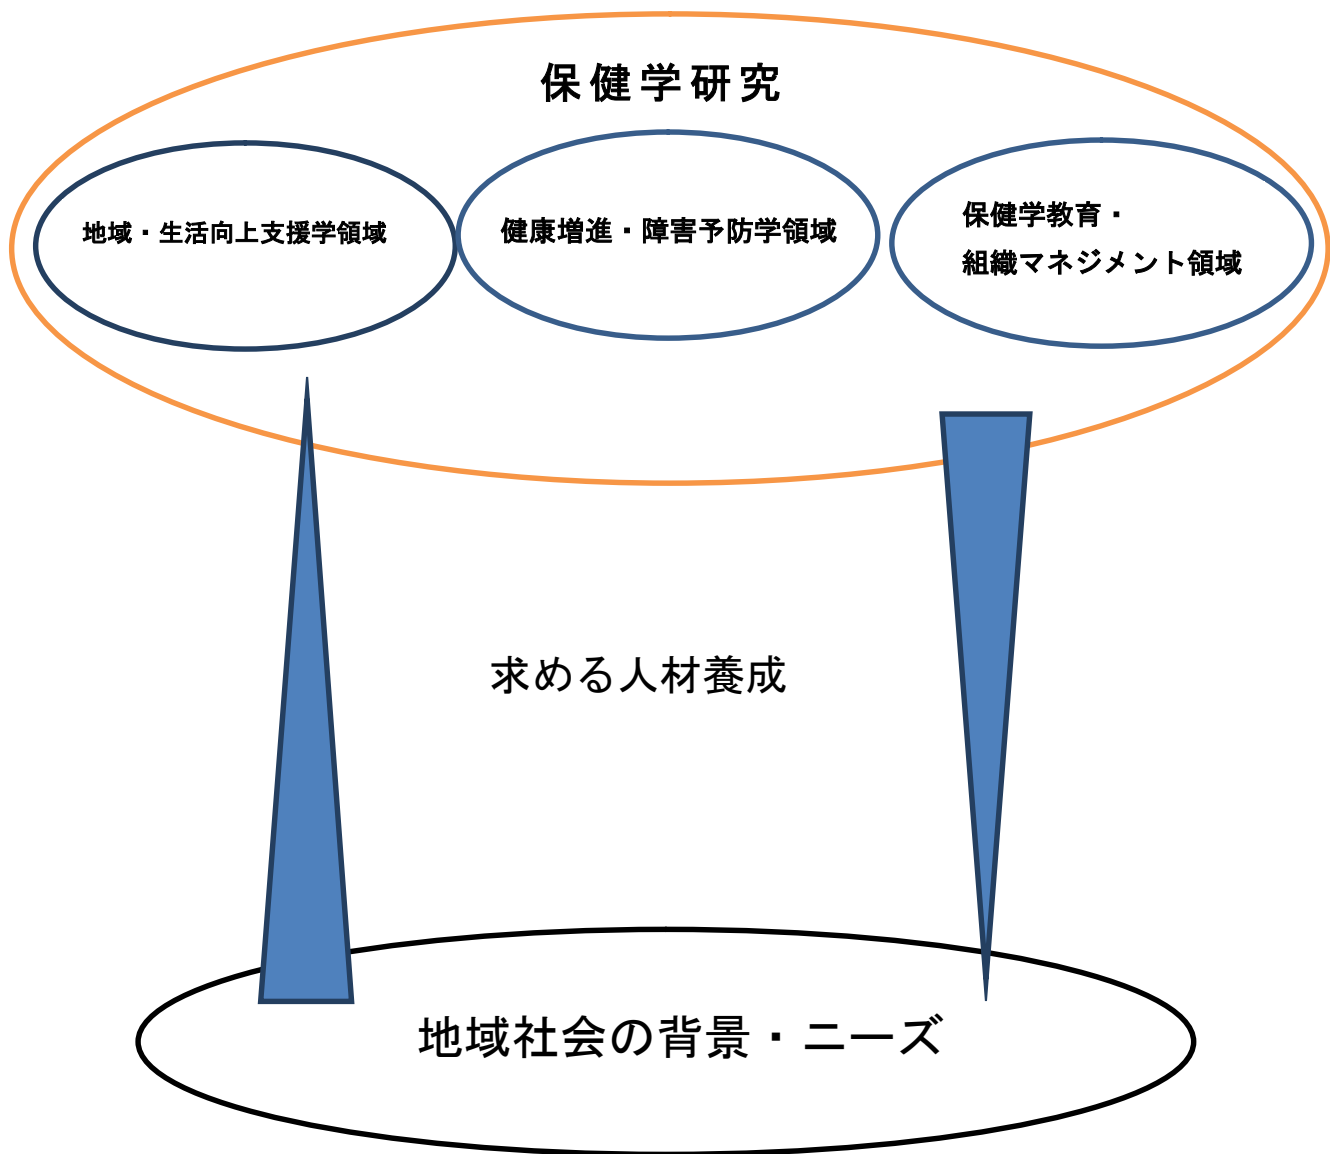 保健学研究
地域・生活向上支援学領域
健康増進・障害予防学領域
保健学教育・
組織マネジメント領域
求める人材養成
地域社会の背景・ニーズ